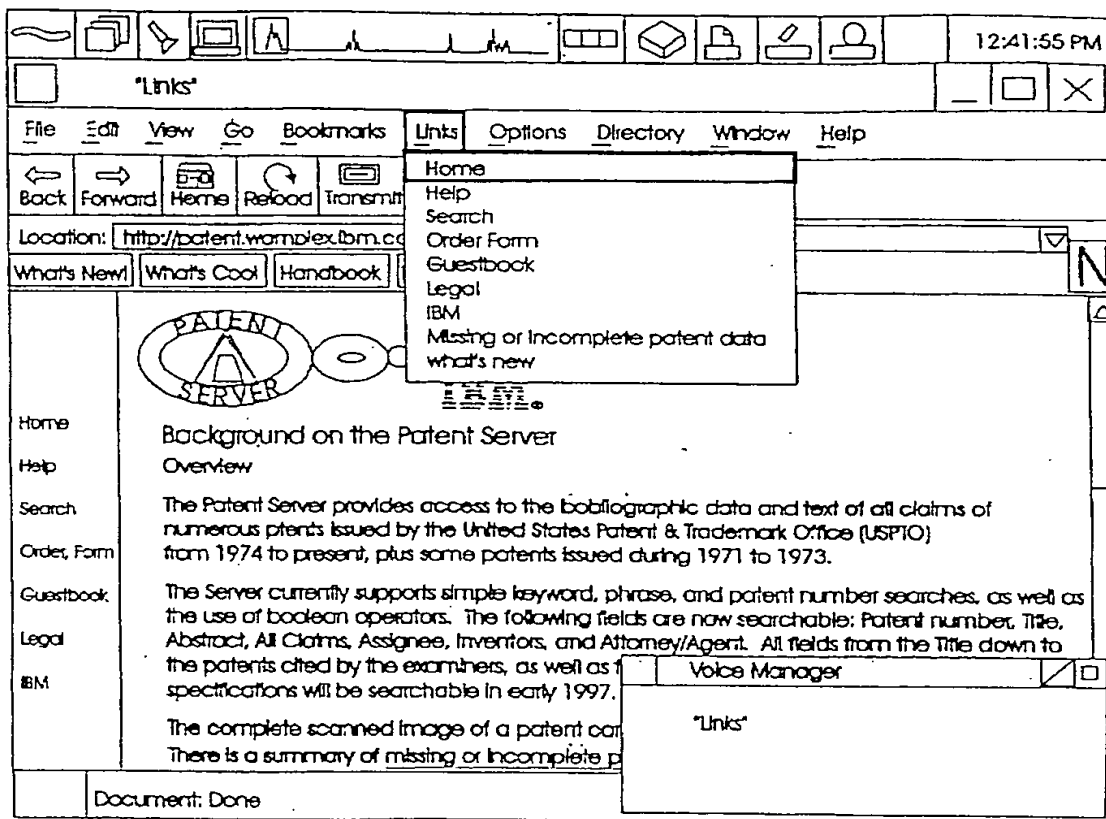 12:41:55 PM
"Links"
File Edit View Go Bookmarks Links Options Directory Window Help
Home
Help
Search
Order Form
Guestbook
Legal
IBM
Missing or Incomplete patent data
what's new
Back Forward Home Reload Transmit
Location: http://patent.womplex.ibm.co
What's New! What's Cool Handbook
N
PATENT
SERVER
IBM
Home
Help
Search
Order, Form
Guestbook
Legal
IBM
Background on the Patent Server
Overview
The Patent Server provides access to the bobliographic data and text of all claims of
numerous ptents issued by the United States Patent & Trademark Office (USPTO)
from 1974 to present, plus some patents issued during 1971 to 1973.
The Server currently supports simple keyword, phrase, and patent number searches, as well as
the use of boolean operators. The following fields are now searchable: Patent number, Title,
Abstract, All Claims, Assignee, Inventors, and Attorney/Agent. All fields from the Title down to
the patents cited by the examiners, as well as f
specifications will be searchable in early 1997.
The complete scanned image of a patent can
There is a summary of missing or incomplete p
Voice Manager
"Links"
Document: Done